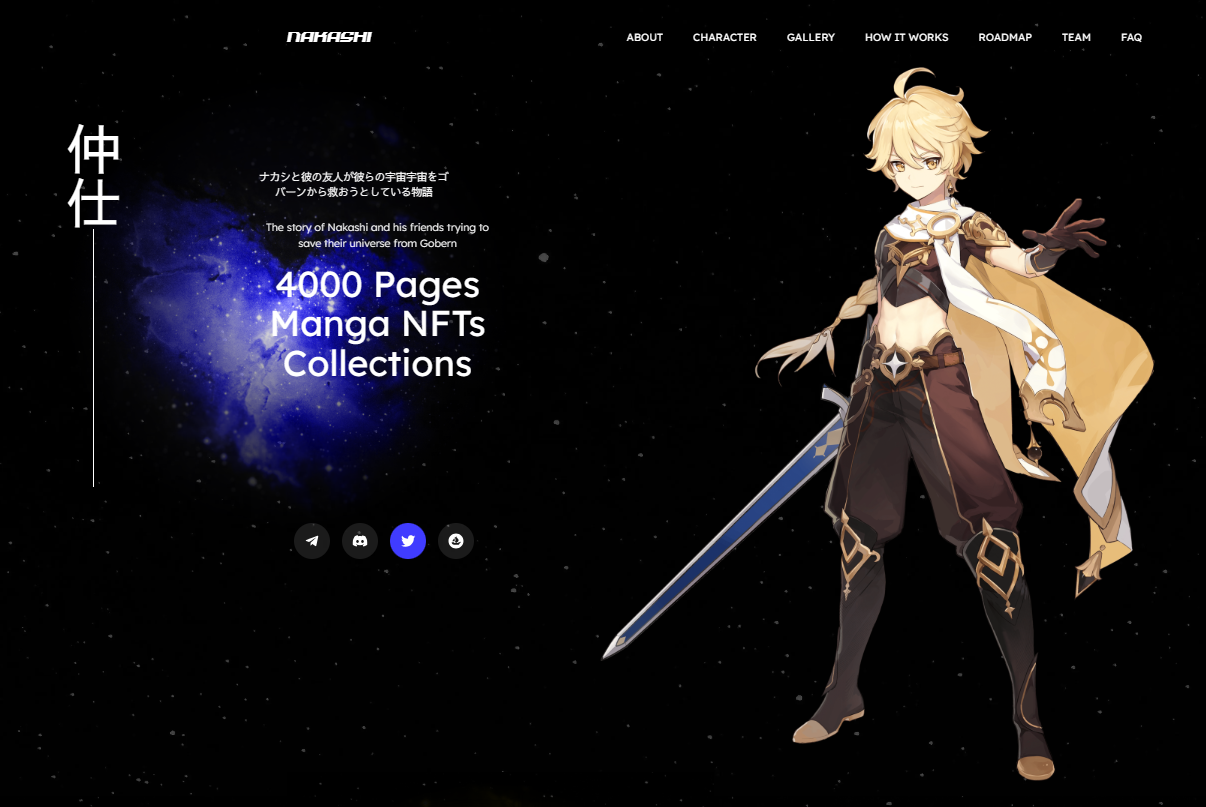 NAKASHI
ABOUT
CHARACTER
GALLERY
HOW IT WORKS
ROADMAP
TEAM
FAQ
仲仕
ナカシと彼の友人が彼らの宇宙宇宙をゴ
バーンから救おうとしている物語
The story of Nakashi and his friends trying to
save their universe from Gobern
4000 Pages
Manga NFTs
Collections